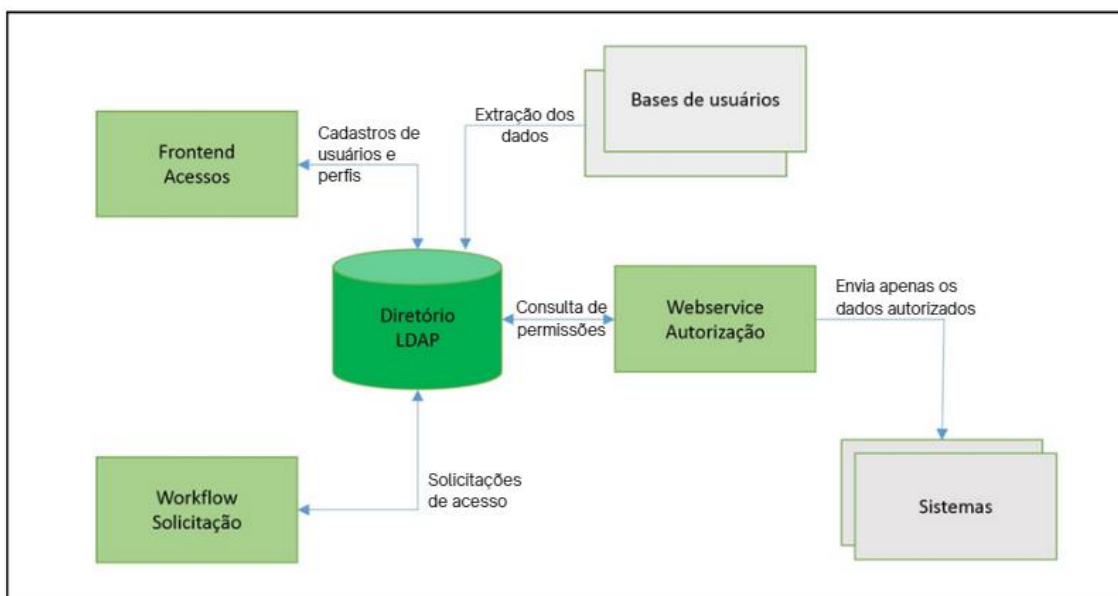 Bases de usuários
Extração dos
dados
Cadastros de
usuários e
perfis
Frontend
Acessos
Diretório
LDAP
Consulta de
permissões
Webservice
Autorização
Envia apenas os
dados autorizados
Workflow
Solicitação
Solicitações
de acesso
Sistemas